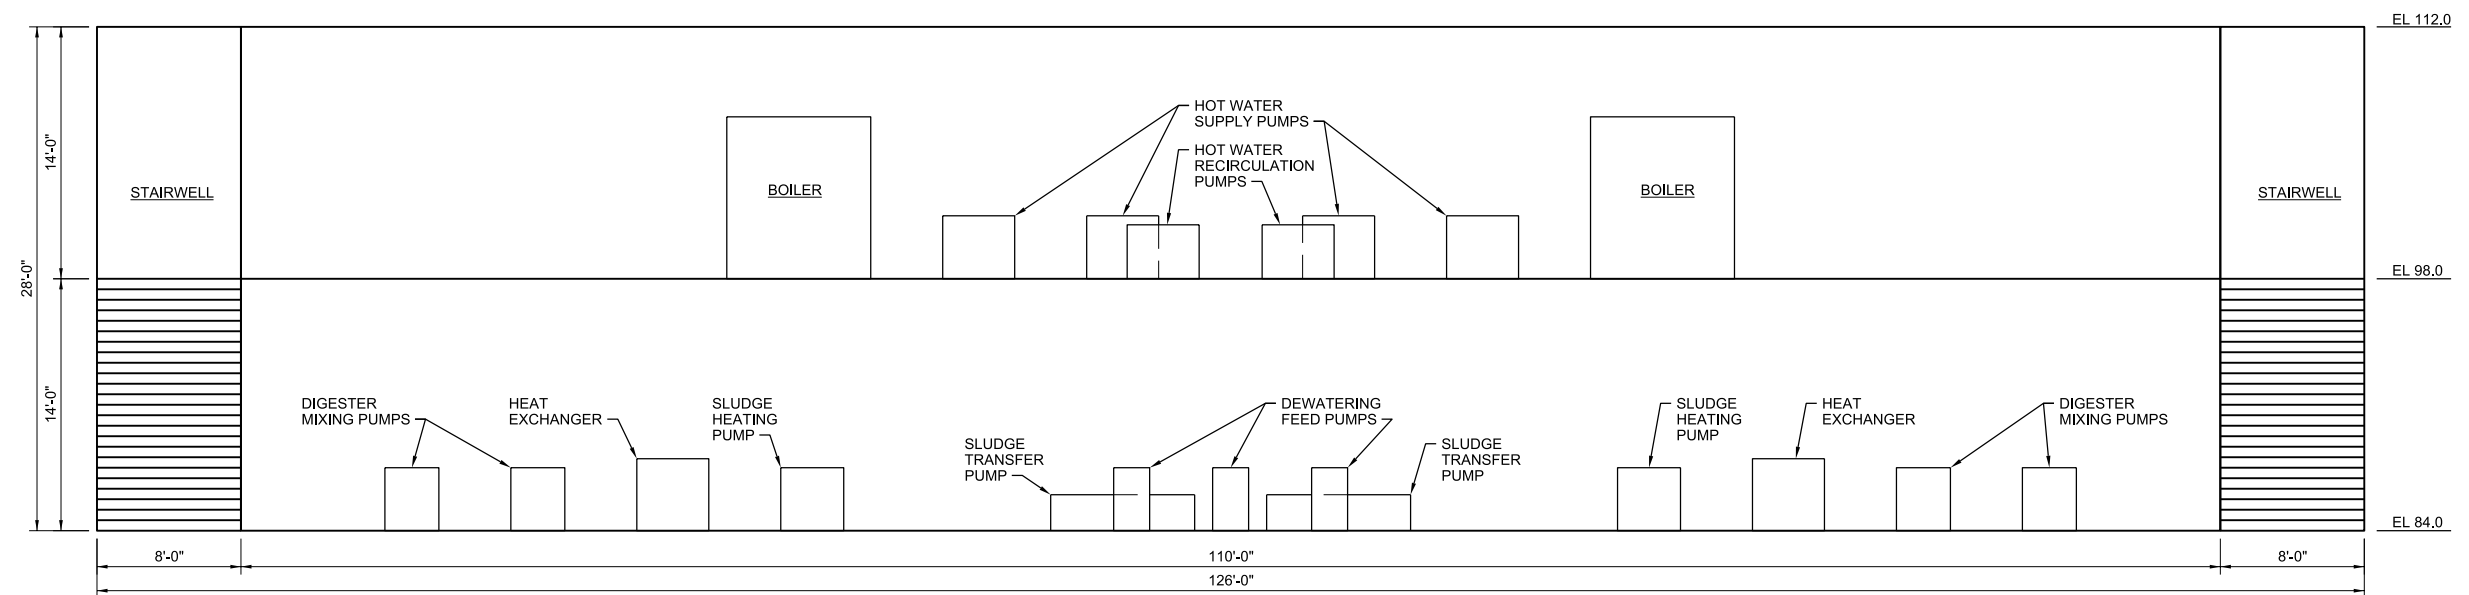 EL 112.0
HOT WATER
SUPPLY PUMPS
HOT WATER
RECIRCULATION
PUMPS
14'-0"
STAIRWELL
BOILER
BOILER
STAIRWELL
28'-0"
EL 98.0
14'-0"
DIGESTER
MIXING PUMPS
HEAT
EXCHANGER
SLUDGE
HEATING
PUMP
SLUDGE
TRANSFER
PUMP
DEWATERING
FEED PUMPS
SLUDGE
TRANSFER
PUMP
SLUDGE
HEATING
PUMP
HEAT
EXCHANGER
DIGESTER
MIXING PUMPS
EL 84.0
8'-0"
110'-0"
8'-0"
126'-0"